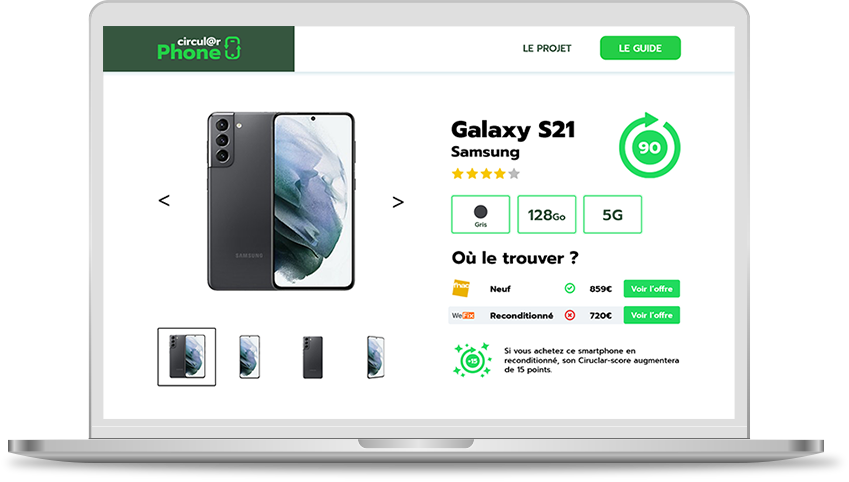 circul@r
Phone
LE PROJET
LE GUIDE
Galaxy S21
Samsung
90
<
>
Gris
128Go
5G
SAMSUNG
Où le trouver ?
fnac
Neuf
859€
Voir l'offre
WeFix
Reconditionné
720€
Voir l'offre
+15
Si vous achetez ce smartphone en
reconditionné, son Ciruclar-score augmentera
de 15 points.